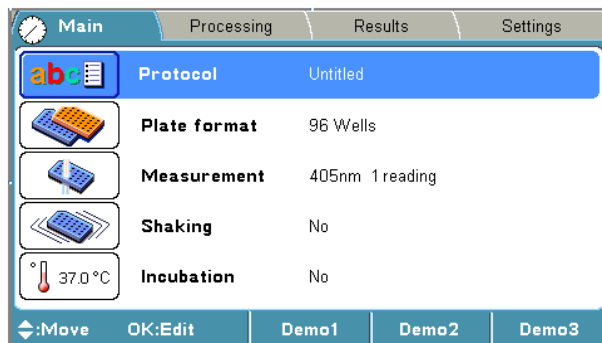 Main Processing Results Settings
abc Protocol Untitled
Plate format 96 Wells
Measurement 405nm 1 reading
Shaking No
37.0°C Incubation No
:Move OK:Edit Demo1 Demo2 Demo3